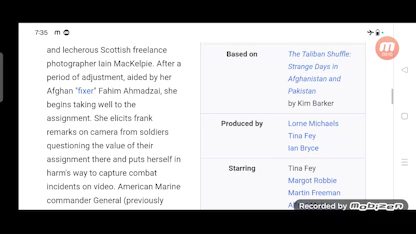 7:35
and lecherous Scottish freelance
photographer Iain MacKelpie. After a
period of adjustment, aided by her
Afghan "fixer" Fahim Ahmadzai, she
begins taking well to the
assignment. She elicits frank
remarks on camera from soldiers
questioning the value of their
assignment there and puts herself in
harm's way to capture combat
incidents on video. American Marine
commander General (previously
Based on
The Taliban Shuffle:
Strange Days in
Afghanistan and
Pakistan
by Kim Barker
Produced by
Lorne Michaels
Tina Fey
Ian Bryce
Starring
Tina Fey
Margot Robbie
Martin Freeman
Recorded by Mobizen